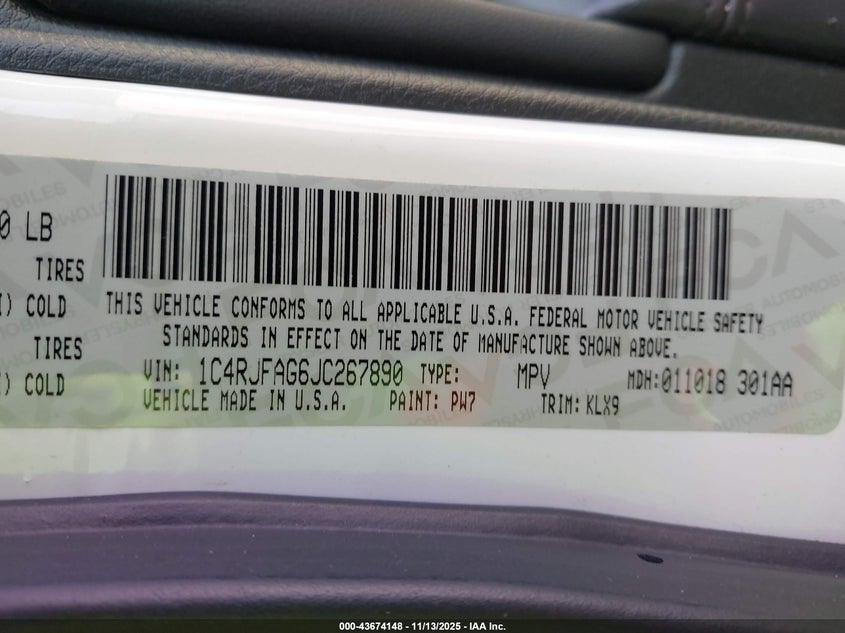 0 LB
TIRES
I) COLD
TIRES
I) COLD
THIS VEHICLE CONFORMS TO ALL APPLICABLE U.S.A. FEDERAL MOTOR VEHICLE SAFETY
STANDARDS IN EFFECT ON THE DATE OF MANUFACTURE SHOWN ABOVE.
VIN: 1C4RJFAG6JC267890 TYPE: MPV MDH:011018 301AA
VEHICLE MADE IN U.S.A. PAINT: PW7 TRIM: KLX9
000-43674148 - 11/13/2025 - IAA Inc.